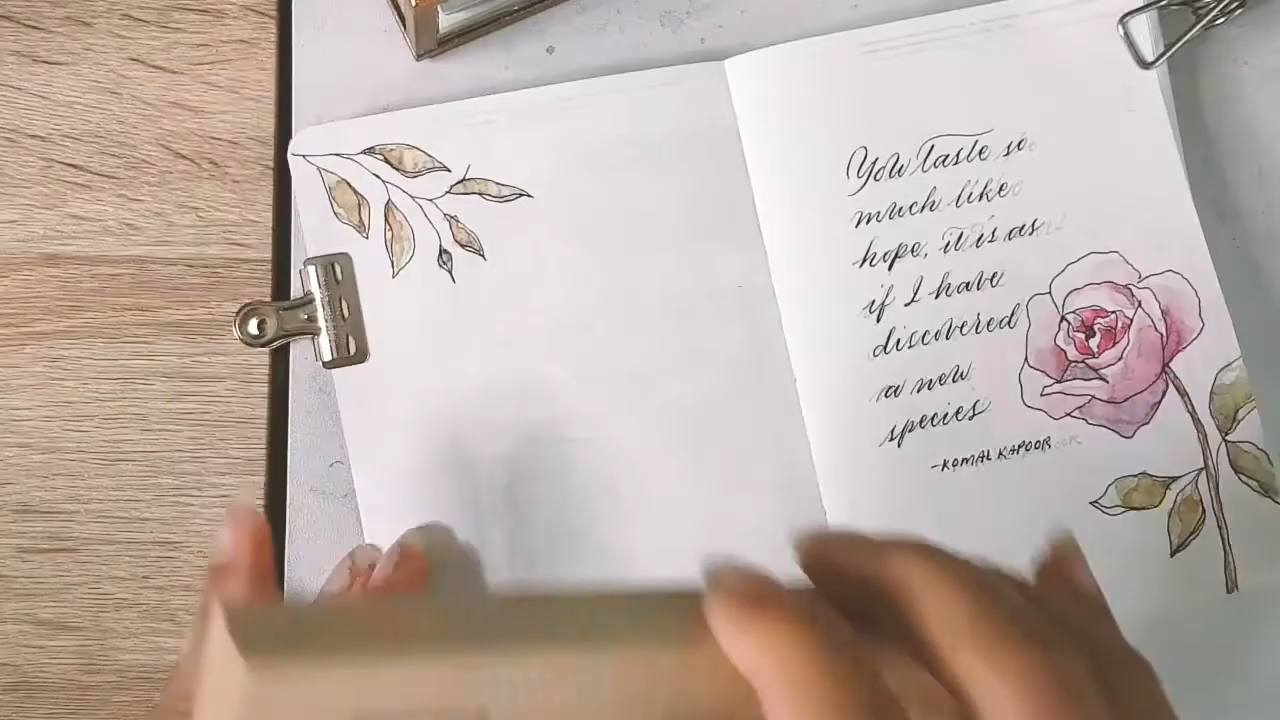 You taste so
much like
hope, it is as
if I have
discovered
a new
species
-KOMAL KAPOOR